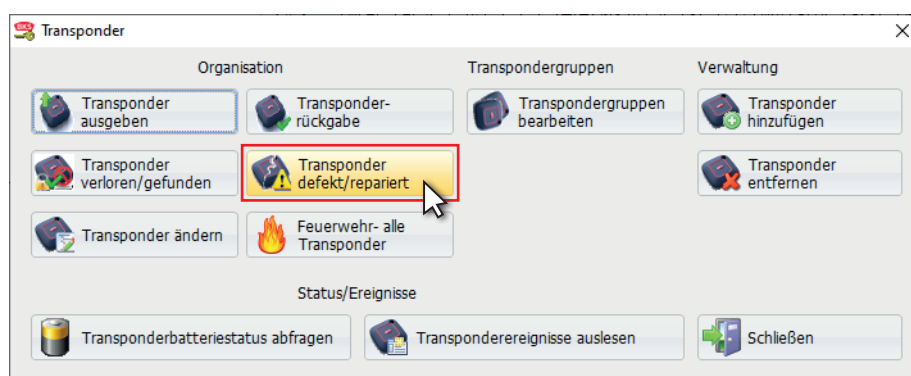 BKS
Transponder
Organisation
Transpondergruppen
Verwaltung
Transponder
ausgeben
Transponder-
rückgabe
Transpondergruppen
bearbeiten
Transponder
hinzufügen
Transponder
verloren/gefunden
Transponder
defekt/repariert
Transponder
entfernen
Transponder ändern
Feuerwehr- alle
Transponder
Status/Ereignisse
Transponderbatteriestatus abfragen
Transponderereignisse auslesen
Schließen